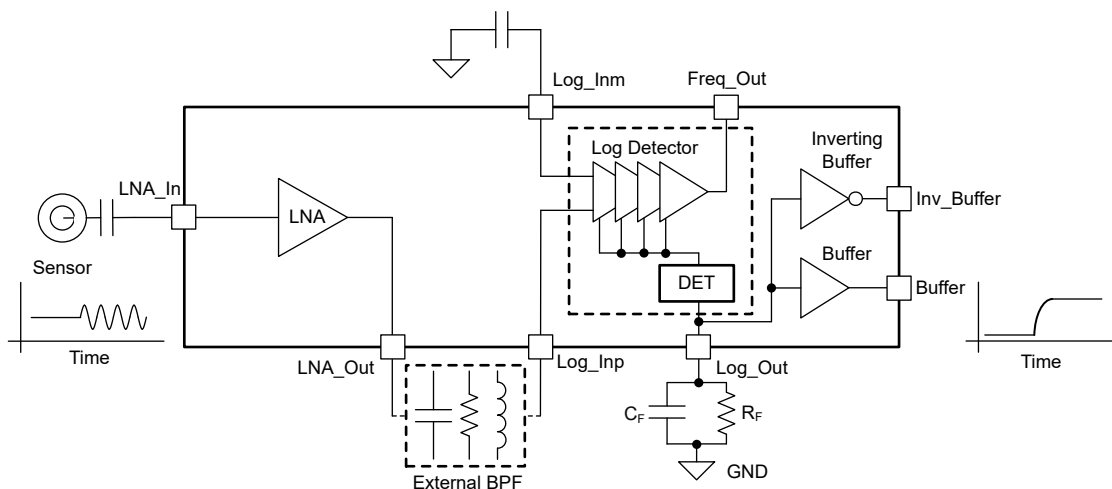 Log_Inm
Freq_Out
Log Detector
Inverting
Buffer
LNA_In
LNA
Inv_Buffer
Sensor
Buffer
DET
Buffer
Time
LNA_Out
Log_Inp
Log_Out
Time
C_F
R_F
GND
External BPF